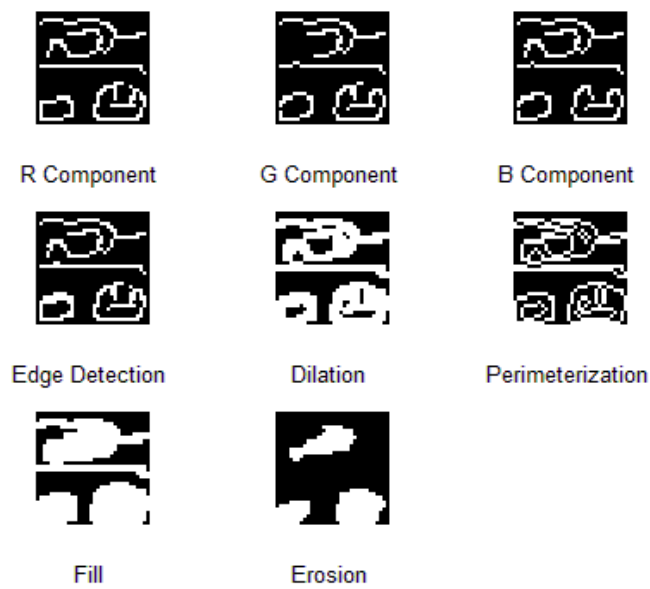 R Component
G Component
B Component
Edge Detection
Dilation
Perimeterization
Fill
Erosion